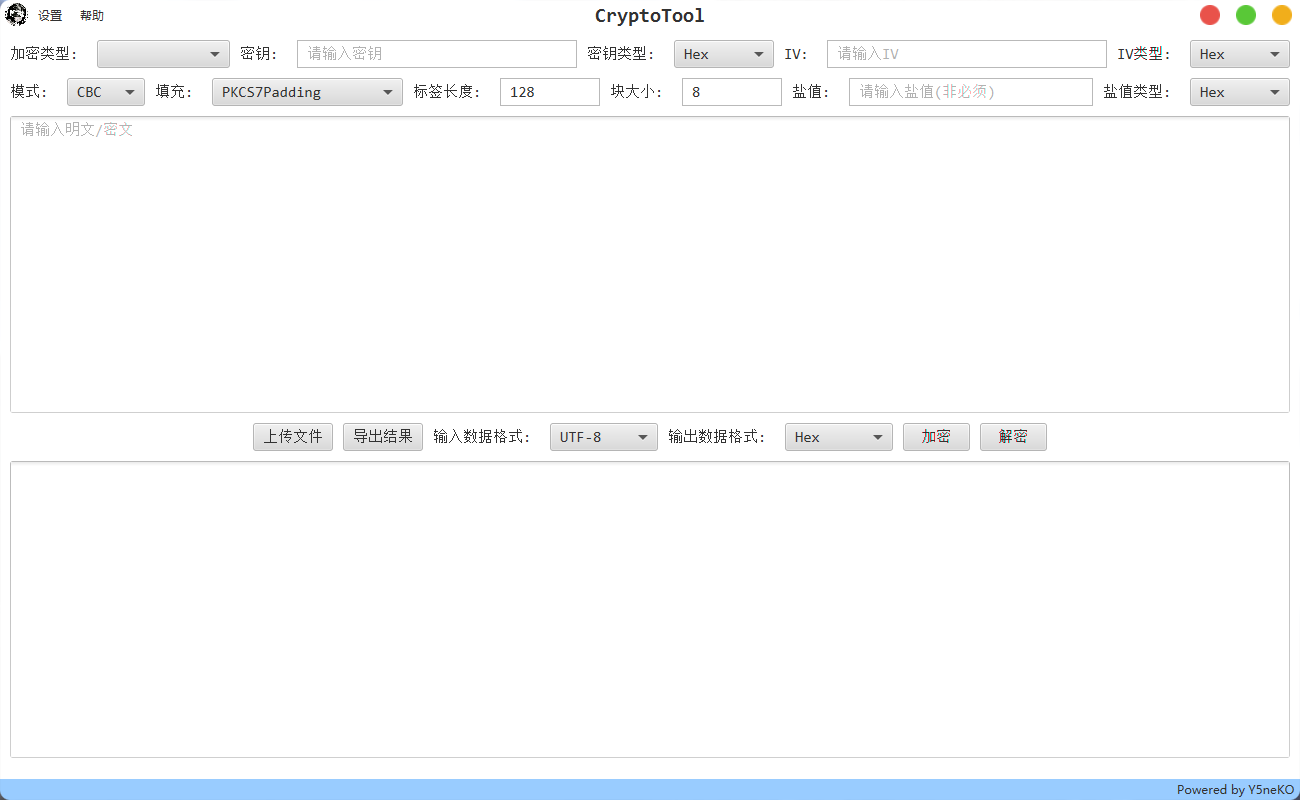 设置 帮助 CryptoTool
加密类型: 密钥: 请输入密钥 密钥类型: Hex IV: 请输入IV IV类型: Hex
模式: CBC 填充: PKCS7Padding 标签长度: 128 块大小: 8 盐值: 请输入盐值(非必须) 盐值类型: Hex
请输入明文/密文
上传文件 导出结果 输入数据格式: UTF-8 输出数据格式: Hex 加密 解密
Powered by Y5neKO